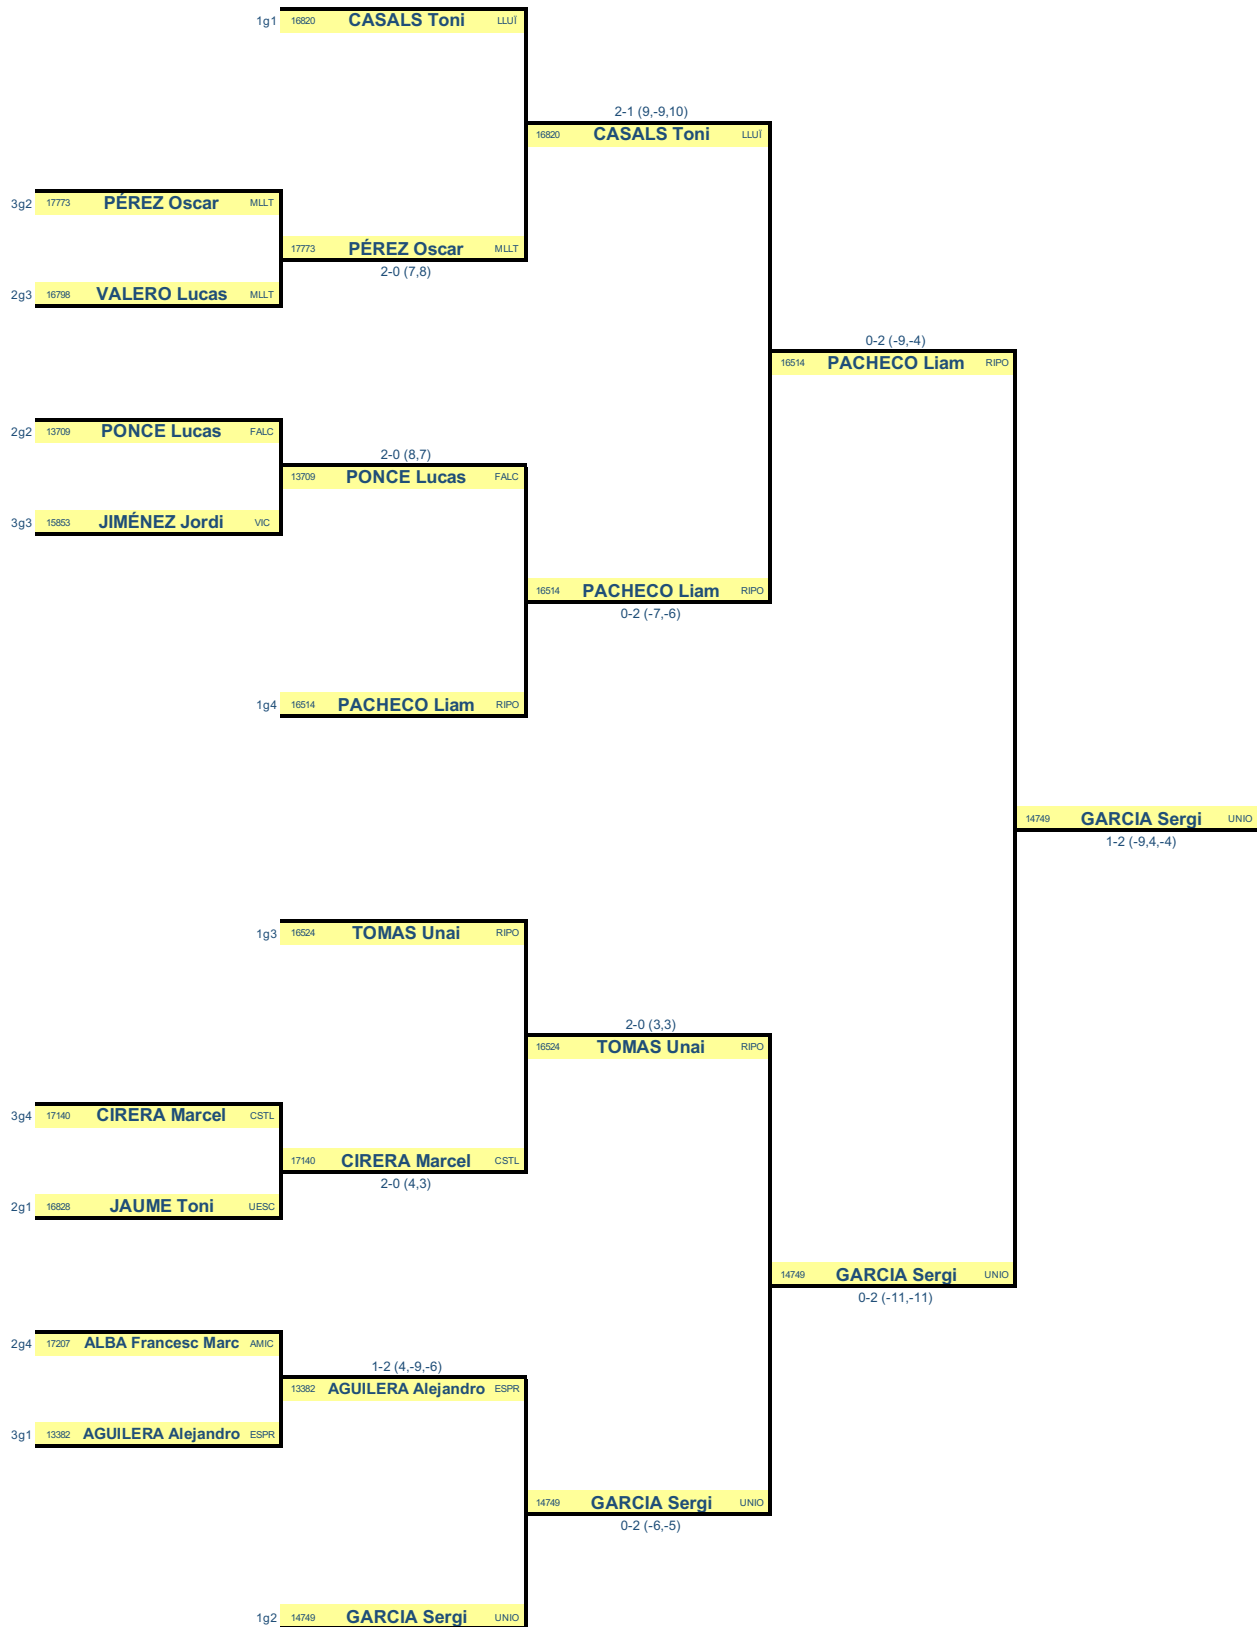 1g1 16820 CASALS Toni LLUÏ
2-1 (9,-9,10)
16820 CASALS Toni LLUÏ
3g2 17773 PÉREZ Oscar MLLT
17773 PÉREZ Oscar MLLT
2-0 (7,8)
2g3 16798 VALERO Lucas MLLT
0-2 (-9,-4)
16514 PACHECO Liam RIPO
2g2 13709 PONCE Lucas FALC
2-0 (8,7)
13709 PONCE Lucas FALC
3g3 15853 JIMÉNEZ Jordi VIC
16514 PACHECO Liam RIPO
0-2 (-7,-6)
1g4 16514 PACHECO Liam RIPO
14749 GARCIA Sergi UNIO
1-2 (-9,4,-4)
1g3 16524 TOMAS Unai RIPO
2-0 (3,3)
16524 TOMAS Unai RIPO
3g4 17140 CIRERA Marcel CSTL
17140 CIRERA Marcel CSTL
2-0 (4,3)
2g1 16828 JAUME Toni UESC
14749 GARCIA Sergi UNIO
0-2 (-11,-11)
2g4 17207 ALBA Francesc Marc AMIC
1-2 (4,-9,-6)
13382 AGUILERA Alejandro ESPR
3g1 13382 AGUILERA Alejandro ESPR
14749 GARCIA Sergi UNIO
0-2 (-6,-5)
1g2 14749 GARCIA Sergi UNIO